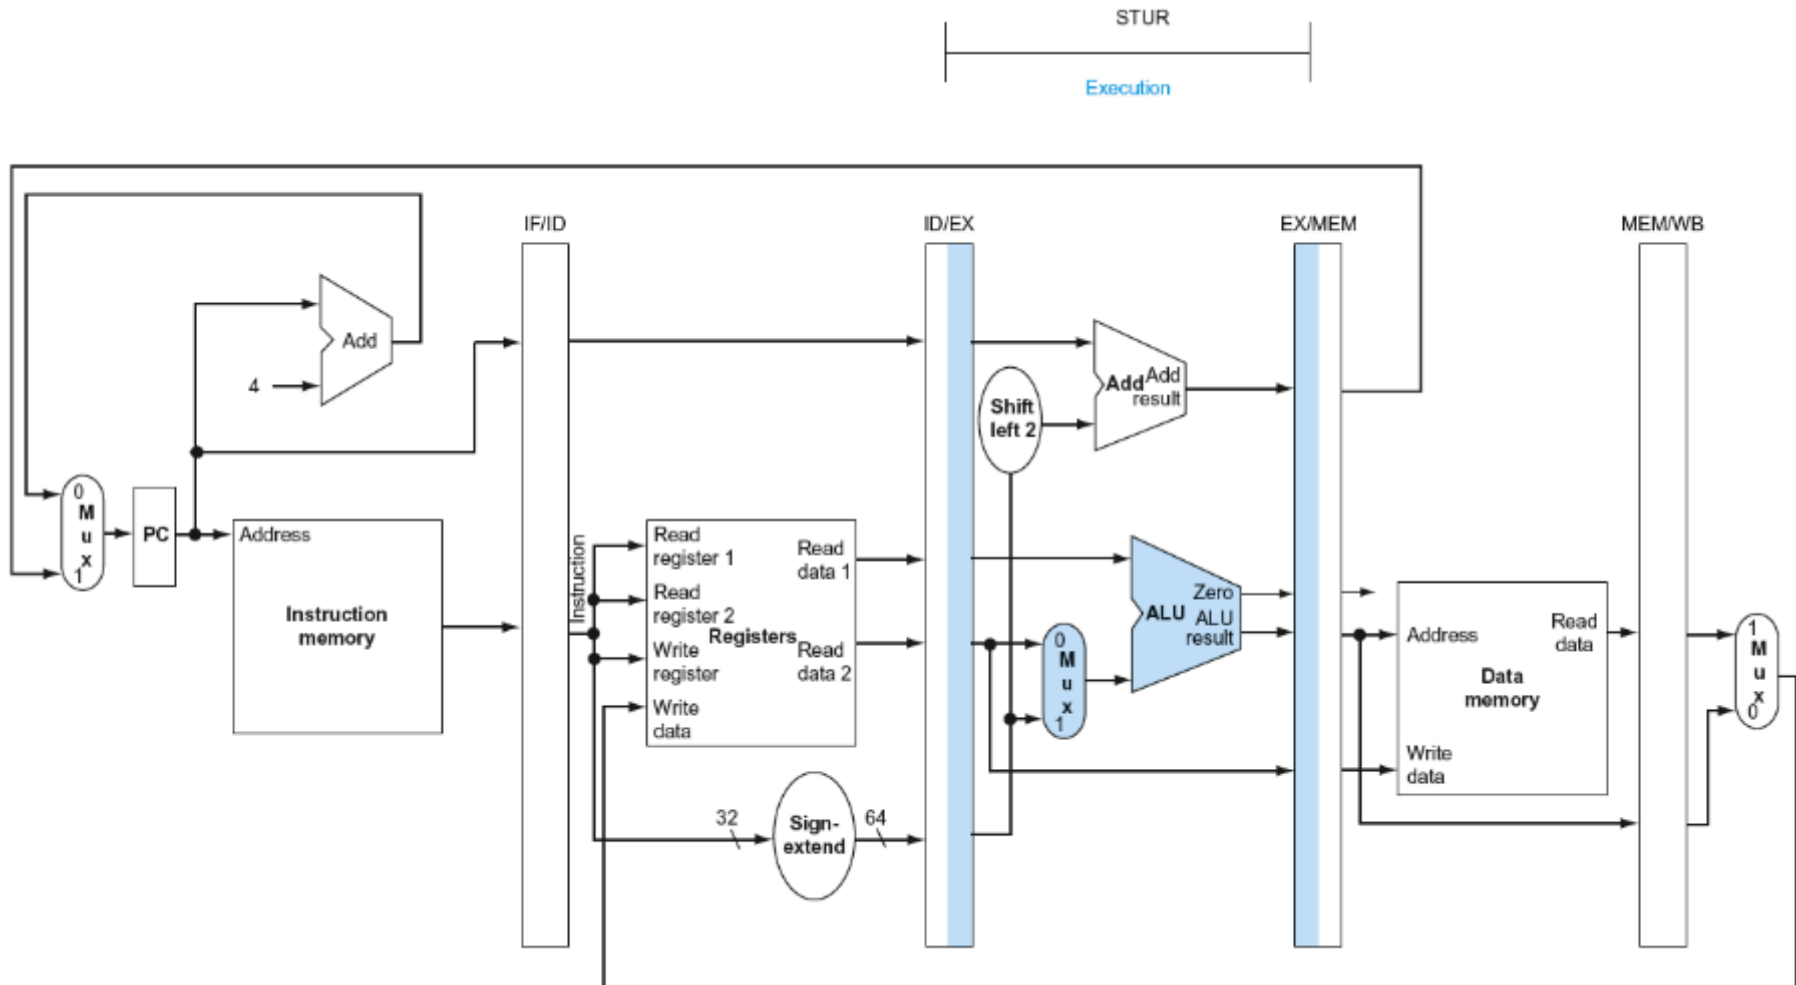 STUR
Execution
IF/ID
ID/EX
EX/MEM
MEM/WB
Add
4
Add Add
result
Shift
left 2
0
M
u
x
1
PC
Address
Instruction
memory
Instruction
Read
register 1
Read
register 2
Write
register
Write
data
Registers
Read
data 1
Read
data 2
32
Sign-
extend
64
0
M
u
x
1
ALU
Zero
ALU
result
Address
Read
data
Data
memory
Write
data
1
M
u
x
0